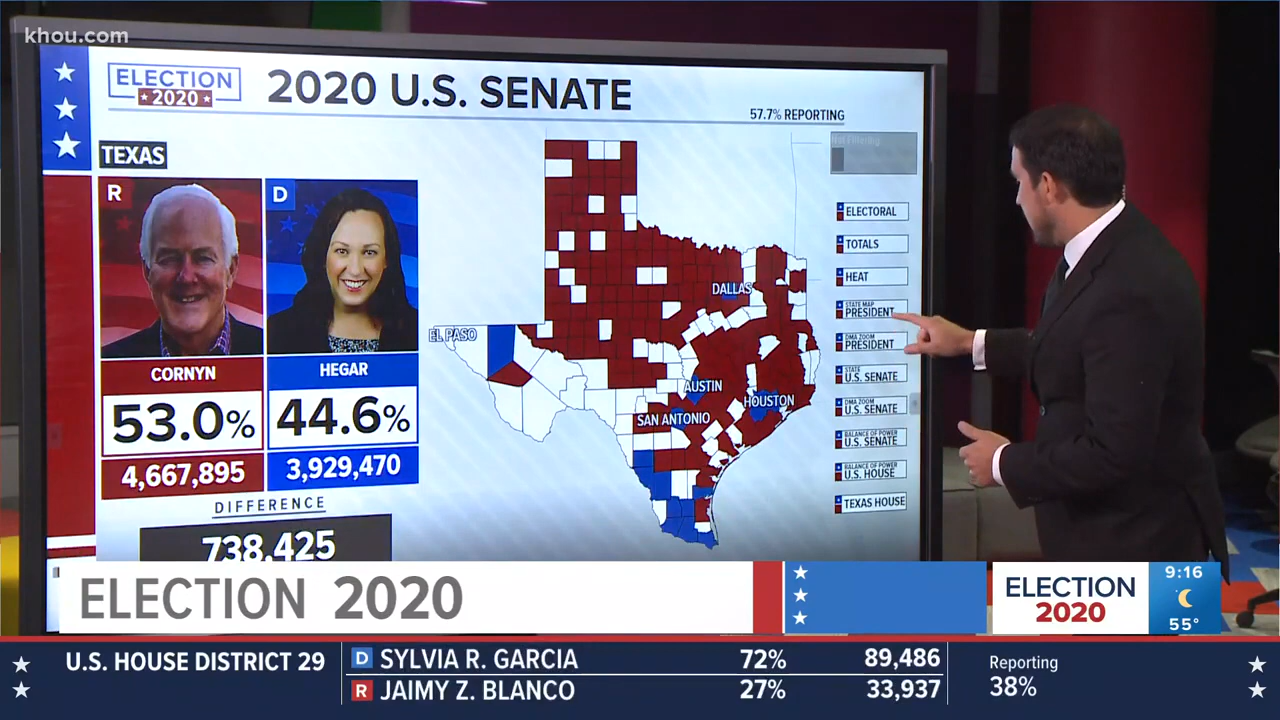 khou.com
ELECTION
2020
2020 U.S. SENATE
57.7% REPORTING
TEXAS
R
D
CORNYN
HEGAR
53.0%
44.6%
4,667,895
3,929,470
DIFFERENCE
738,425
DALLAS
EL PASO
AUSTIN
HOUSTON
SAN ANTONIO
ELECTORAL
TOTALS
HEAT
STATE MAP
PRESIDENT
DMA ZOOM
PRESIDENT
STATE
U.S. SENATE
DMA ZOOM
U.S. SENATE
BALANCE OF POWER
U.S. SENATE
BALANCE OF POWER
U.S. HOUSE
TEXAS HOUSE
ELECTION 2020
ELECTION
2020
9:16
55°
U.S. HOUSE DISTRICT 29
D SYLVIA R. GARCIA 72% 89,486
R JAIMY Z. BLANCO 27% 33,937
Reporting
38%